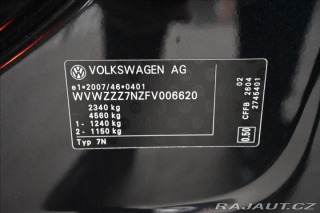 VOLKSWAGEN AG
e1*2007/46*0401
WVWZZZ7NZFV006620
2340 kg
4560 kg
1 - 1240 kg
2 - 1150 kg
Typ 7N
02
CFFB 2604
2745401
0.50
RAJAUT.CZ